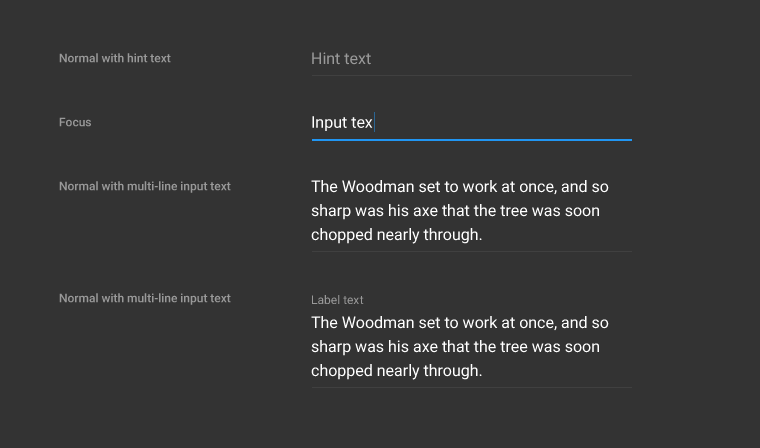 Normal with hint text
Hint text
Focus
Input tex
Normal with multi-line input text
The Woodman set to work at once, and so
sharp was his axe that the tree was soon
chopped nearly through.
Normal with multi-line input text
Label text
The Woodman set to work at once, and so
sharp was his axe that the tree was soon
chopped nearly through.